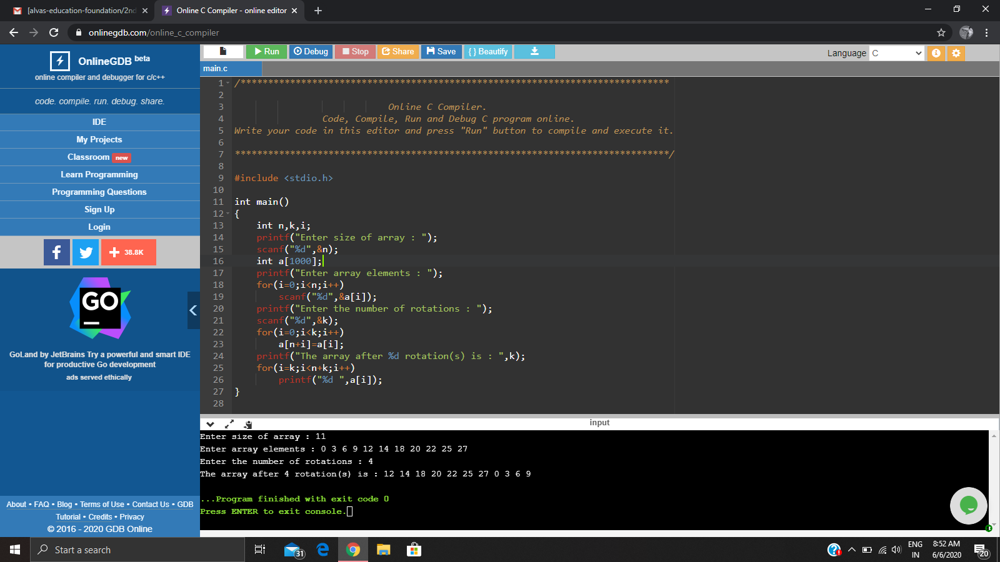 [alvas-education-foundation/2nd
Online C Compiler - online editor
onlinegdb.com/online_c_compiler
OnlineGDB beta
online compiler and debugger for c/c++
code. compile. run. debug. share.
IDE
My Projects
Classroom new
Learn Programming
Programming Questions
Sign Up
Login
38.8K
GO
GoLand by JetBrains Try a powerful and smart IDE
for productive Go development
ads served ethically
About • FAQ • Blog • Terms of Use • Contact Us • GDB
Tutorial • Credits • Privacy
© 2016 - 2020 GDB Online
Run Debug Stop Share Save { } Beautify
Language C
main.c
1 /******************************************************************************
2
3 Online C Compiler.
4 Code, Compile, Run and Debug C program online.
5 Write your code in this editor and press "Run" button to compile and execute it.
6
7 *******************************************************************************/
8
9 #include <stdio.h>
10
11 int main()
12 {
13 int n,k,i;
14 printf("Enter size of array : ");
15 scanf("%d",&n);
16 int a[1000];
17 printf("Enter array elements : ");
18 for(i=0;i<n;i++)
19 scanf("%d",&a[i]);
20 printf("Enter the number of rotations : ");
21 scanf("%d",&k);
22 for(i=0;i<k;i++)
23 a[n+i]=a[i];
24 printf("The array after %d rotation(s) is : ",k);
25 for(i=k;i<n+k;i++)
26 printf("%d ",a[i]);
27 }
28
input
Enter size of array : 11
Enter array elements : 0 3 6 9 12 14 18 20 22 25 27
Enter the number of rotations : 4
The array after 4 rotation(s) is : 12 14 18 20 22 25 27 0 3 6 9
...Program finished with exit code 0
Press ENTER to exit console.
Start a search
31
ENG
IN
8:52 AM
6/6/2020
20